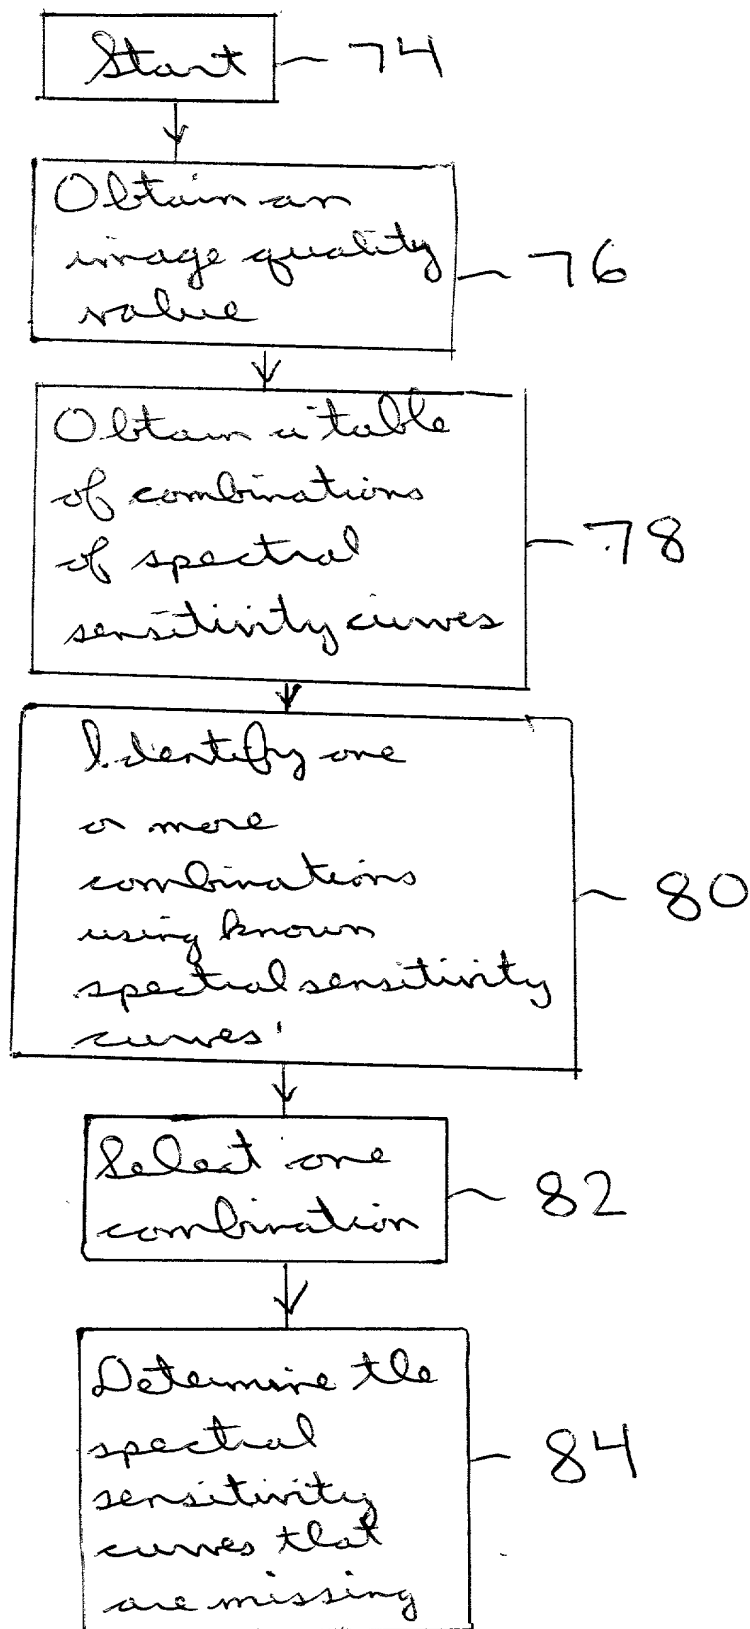 Start 74
Obtain an
image quality 76
value
Obtain a table
of combinations
of spectral 78
sensitivity curves
Identify one
or more
combinations 80
using known
spectral sensitivity
curves
Select one 82
combination
Determine the
spectral 84
sensitivity
curves that
are missing